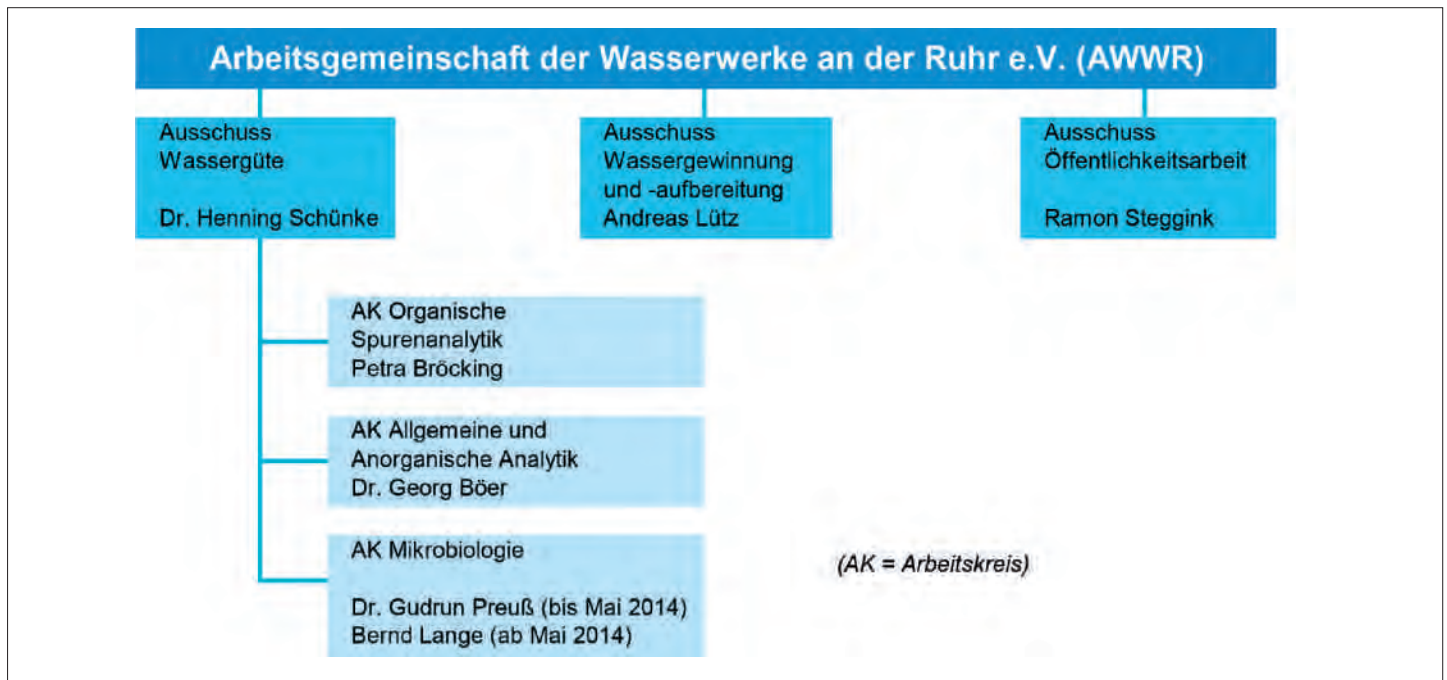 Arbeitsgemeinschaft der Wasserwerke an der Ruhr e.V. (AWWR)
Ausschuss
Wassergüte
Dr. Henning Schünke
Ausschuss
Wassergewinnung
und -aufbereitung
Andreas Lütz
Ausschuss
Öffentlichkeitsarbeit
Ramon Steggink
AK Organische
Spurenanalytik
Petra Bröcking
AK Allgemeine und
Anorganische Analytik
Dr. Georg Böer
AK Mikrobiologie
Dr. Gudrun Preuß (bis Mai 2014)
Bernd Lange (ab Mai 2014)
(AK = Arbeitskreis)